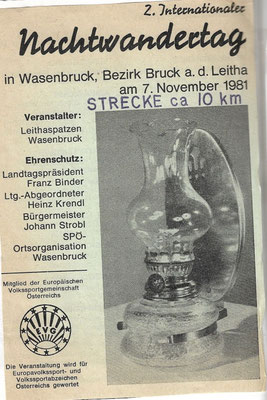 2. Internationaler
Nachtwandertag
in Wasenbruck, Bezirk Bruck a. d. Leitha
am 7. November 1981
STRECKE ca 10 km
Veranstalter:
Leithaspatzen
Wasenbruck
Ehrenschutz:
Landtagspräsident
Franz Binder
Ltg.-Abgeordneter
Heinz Krendl
Bürgermeister
Johann Strobl
SPÖ-
Ortsorganisation
Wasenbruck
Mitglied der Europäischen
Volkssportgemeinschaft
Österreichs
EVG
Die Veranstaltung wird für
Europavolkssport- und
Volkssportabzeichen
Österreichs gewertet